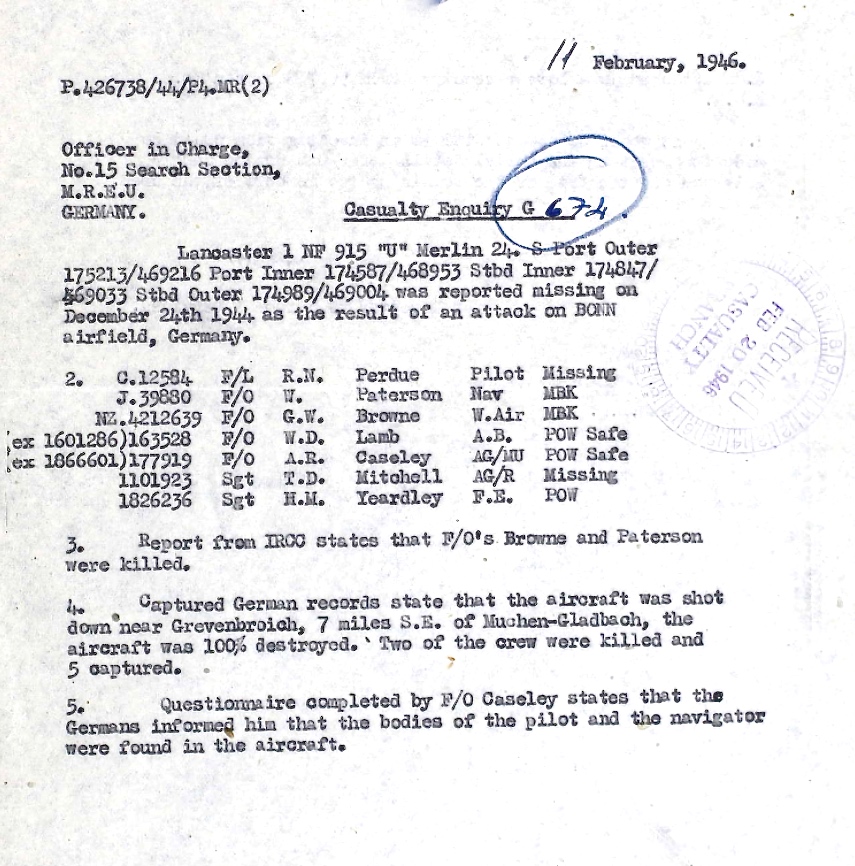 11 February, 1946.
P.426738/44/P4.MR(2)
Officer in Charge,
No.15 Search Section,
M.R.E.U.
GERMANY.
Casualty Enquiry G 674.
Lancaster 1 NF 915 "U" Merlin 24. S Port Outer
175213/469216 Port Inner 174587/468953 Stbd Inner 174847/
469033 Stbd Outer 174989/469004 was reported missing on
December 24th 1944 as the result of an attack on BONN
airfield, Germany.
2. C.12584 F/L R.N. Perdue Pilot Missing
J.39880 F/O W. Paterson Nav MBK
NZ.4212639 F/O G.W. Browne W.Air MBK
(ex 1601286)163528 F/O W.D. Lamb A.B. POW Safe
(ex 1866601)177919 F/O A.R. Caseley AG/MU POW Safe
1101923 Sgt T.D. Mitchell AG/R Missing
1826236 Sgt H.M. Yeardley F.E. POW
3. Report from IRCC states that F/O's Browne and Paterson
were killed.
4. Captured German records state that the aircraft was shot
down near Grevenbroich, 7 miles S.E. of Muchen-Gladbach, the
aircraft was 100% destroyed. Two of the crew were killed and
5 captured.
5. Questionnaire completed by F/O Caseley states that the
Germans informed him that the bodies of the pilot and the navigator
were found in the aircraft.
RECEIVED
FEB 20 1946
CASUALTY
BRANCH